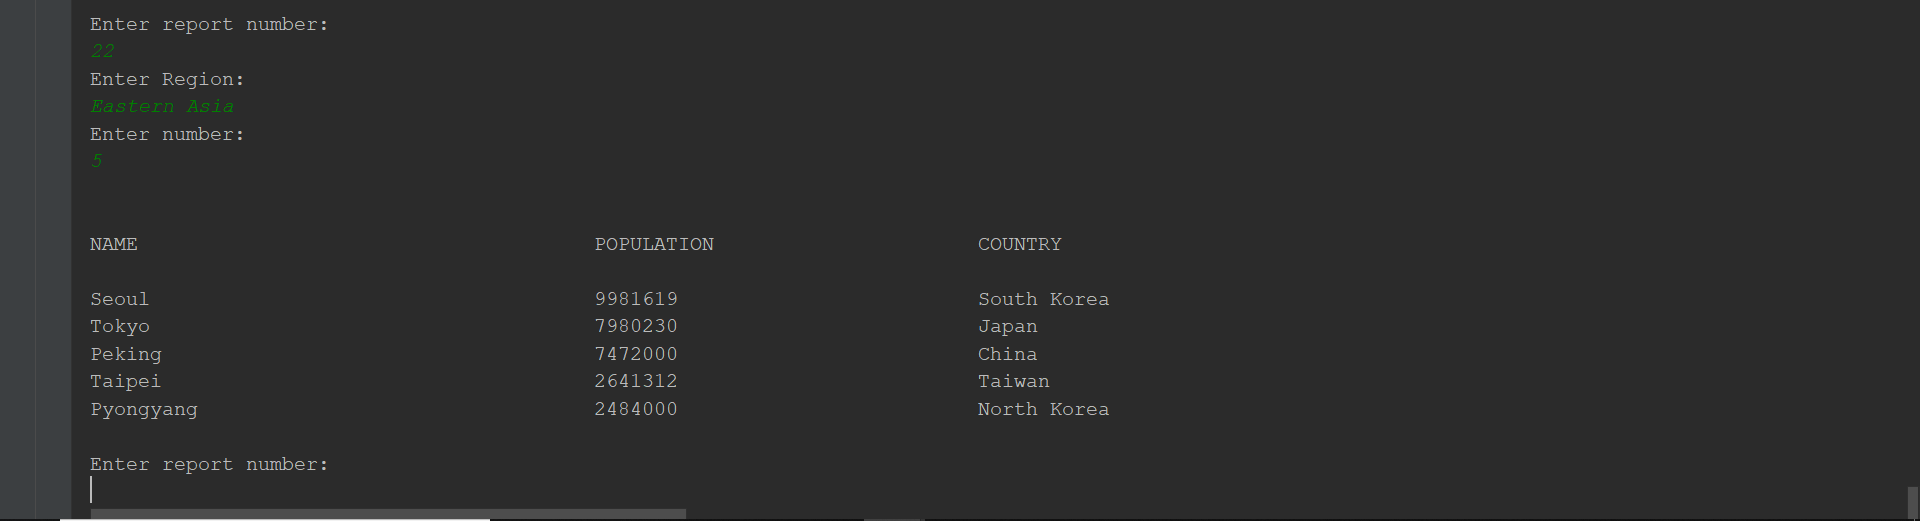 Enter report number:
22
Enter Region:
Eastern Asia
Enter number:
5
NAME POPULATION COUNTRY
Seoul 9981619 South Korea
Tokyo 7980230 Japan
Peking 7472000 China
Taipei 2641312 Taiwan
Pyongyang 2484000 North Korea
Enter report number: